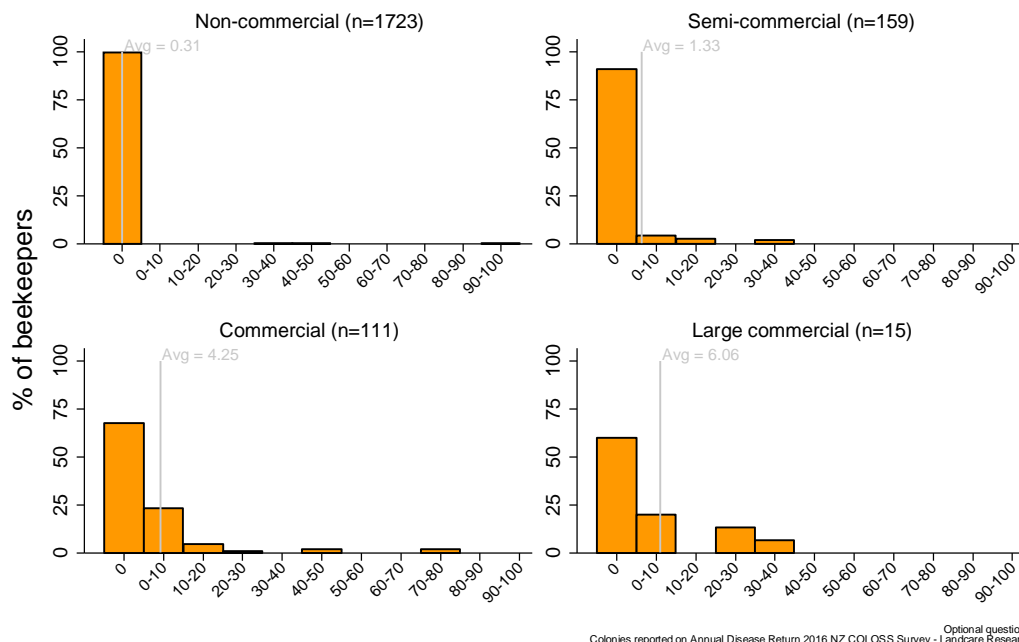 Non-commercial (n=1723)
Avg = 0.31
100
75
50
25
0
0 0-10 10-20 20-30 30-40 40-50 50-60 60-70 70-80 80-90 90-100
Semi-commercial (n=159)
Avg = 1.33
100
75
50
25
0
0 0-10 10-20 20-30 30-40 40-50 50-60 60-70 70-80 80-90 90-100
% of beekeepers
Commercial (n=111)
Avg = 4.25
100
75
50
25
0
0 0-10 10-20 20-30 30-40 40-50 50-60 60-70 70-80 80-90 90-100
Large commercial (n=15)
Avg = 6.06
100
75
50
25
0
0 0-10 10-20 20-30 30-40 40-50 50-60 60-70 70-80 80-90 90-100
Optional questio
Colonies reported on Annual Disease Return 2016 NZ COLOSS Survey - Landcare Resear